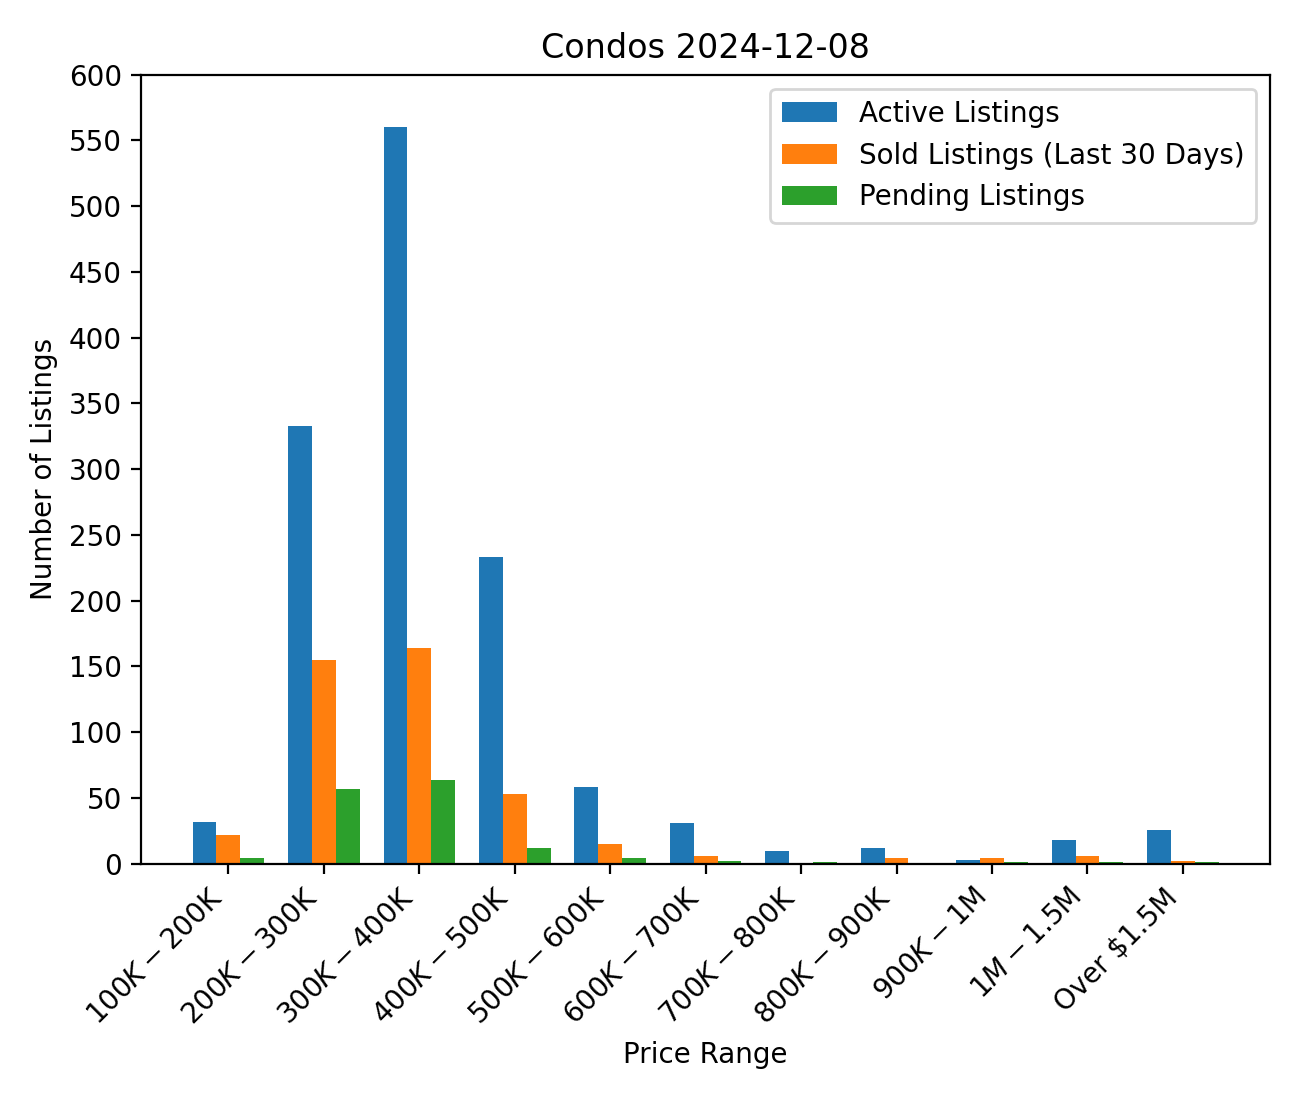 Condos 2024-12-08
600
550
500
450
400
350
300
250
200
150
100
50
0
Number of Listings
Active Listings
Sold Listings (Last 30 Days)
Pending Listings
100K − 200K
200K − 300K
300K − 400K
400K − 500K
500K − 600K
600K − 700K
700K − 800K
800K − 900K
900K − 1M
1M − 1.5M
Over $1.5M
Price Range